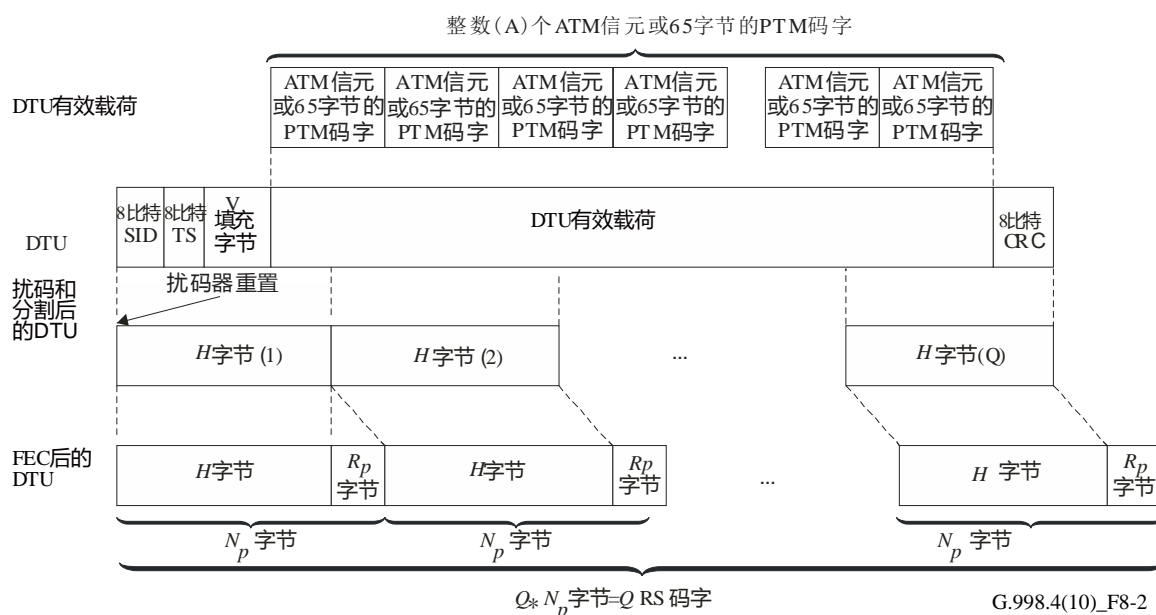 整数(A)个ATM信元或65字节的PTM码字
DTU有效载荷
ATM信元
或65字节的
PTM码字
ATM信元
或65字节的
PTM码字
ATM信元
或65字节的
PTM码字
ATM信元
或65字节的
PTM码字
ATM信元
或65字节的
PTM码字
ATM信元
或65字节的
PTM码字
DTU
8比特
SID
8比特
TS
V
填充
字节
DTU有效载荷
8比特
CRC
扰码器重置
扰码和
分割后
的DTU
H字节 (1)
H字节 (2)
...
H字节(Q)
FEC后的
DTU
H字节
Rp
字节
H字节
Rp
字节
...
H 字节
Rp
字节
Np 字节
Np 字节
Np 字节
Q* Np字节=Q RS 码字
G.998.4(10)_F8-2